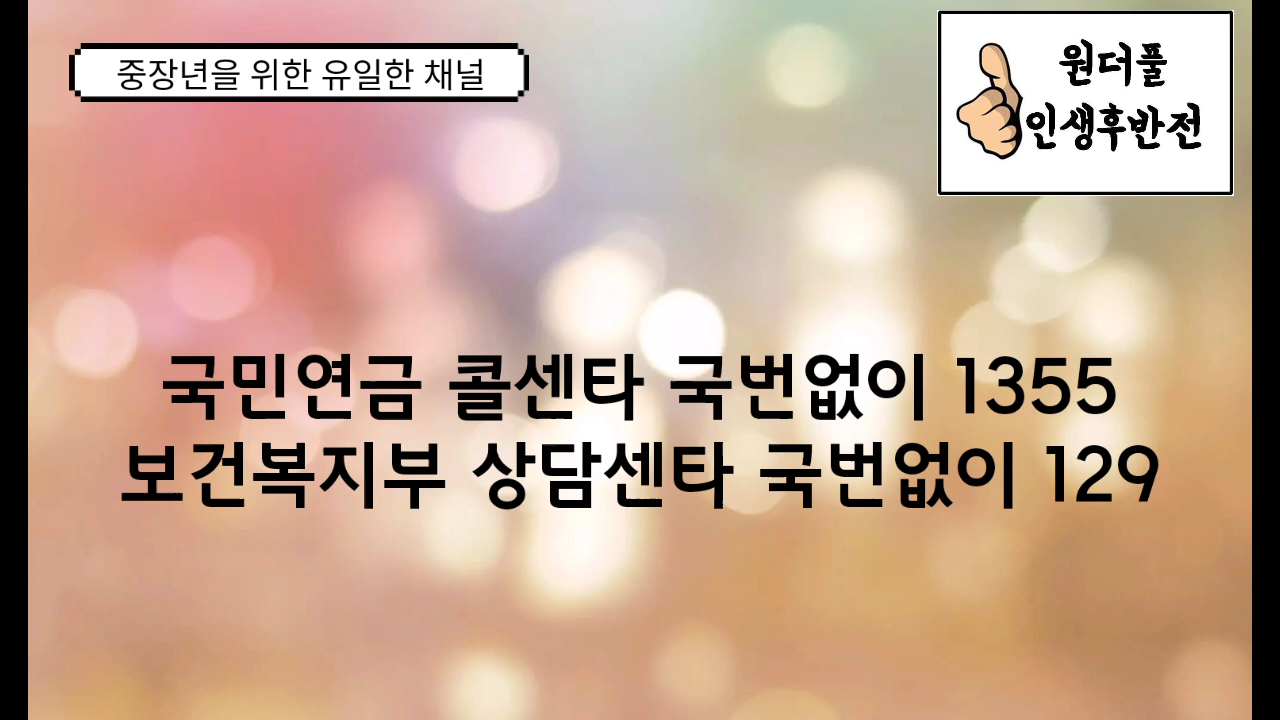 중장년을 위한 유일한 채널
원더풀
인생후반전
국민연금 콜센타 국번없이 1355
보건복지부 상담센타 국번없이 129